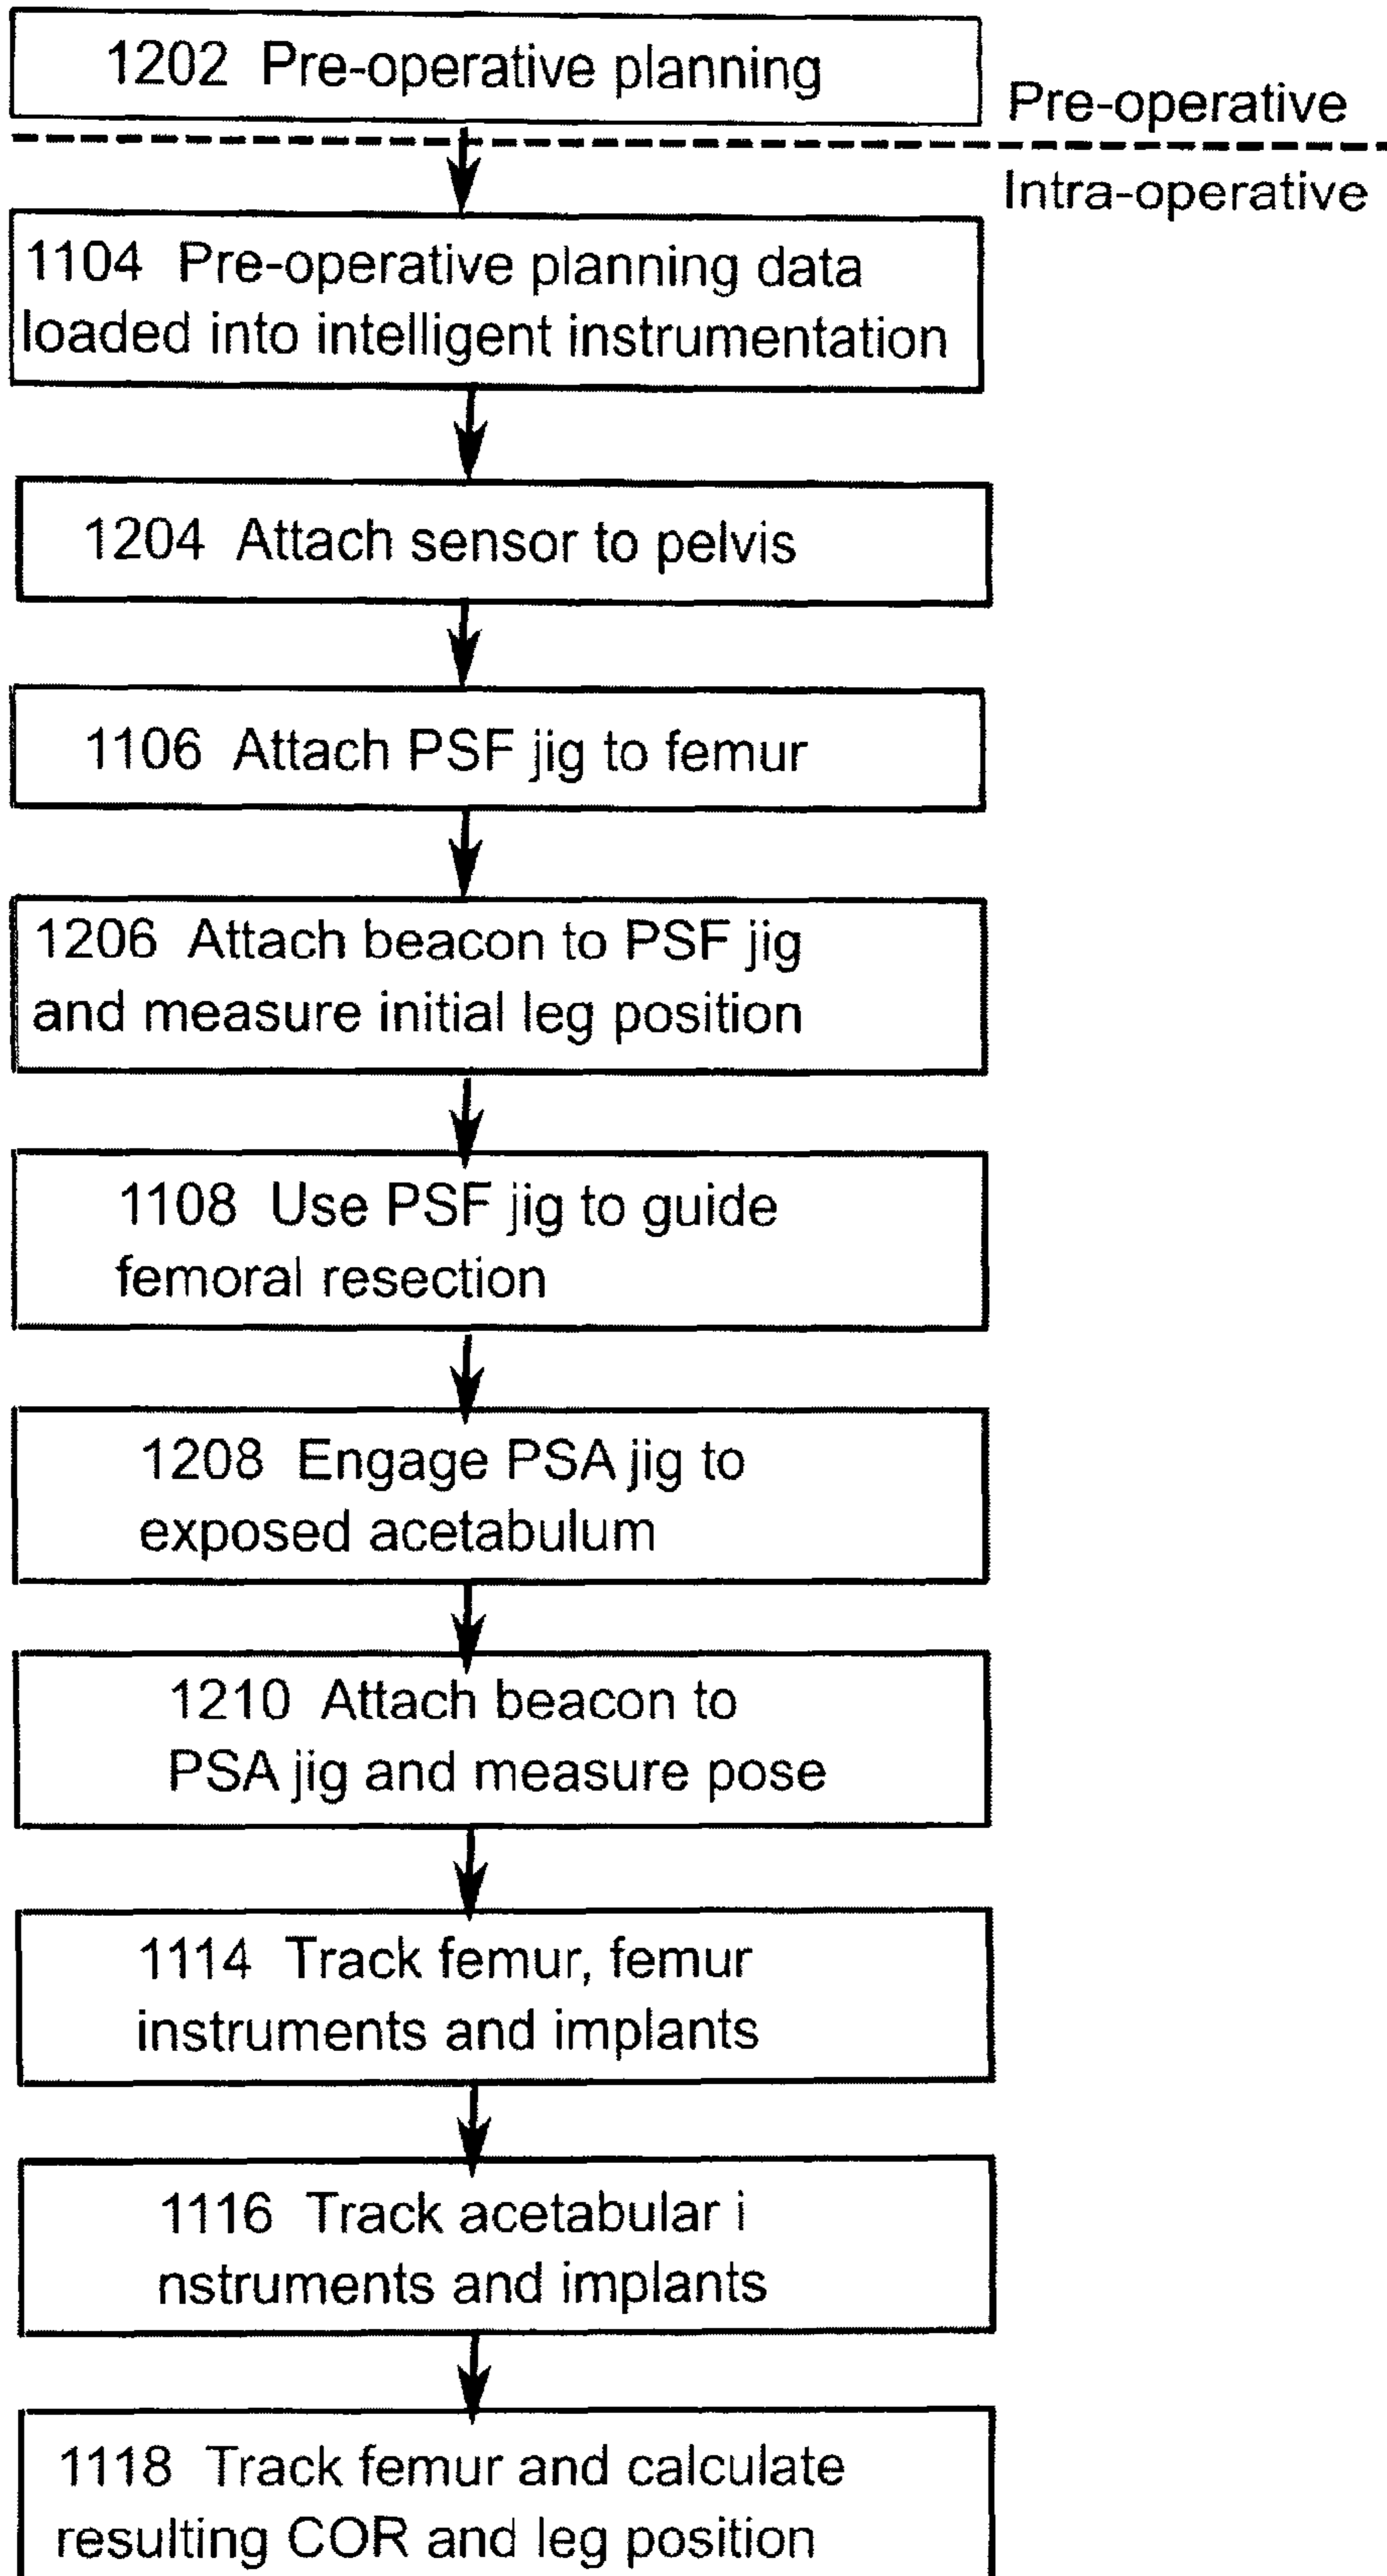 1202 Pre-operative planning
Pre-operative
Intra-operative
1104 Pre-operative planning data
loaded into intelligent instrumentation
1204 Attach sensor to pelvis
1106 Attach PSF jig to femur
1206 Attach beacon to PSF jig
and measure initial leg position
1108 Use PSF jig to guide
femoral resection
1208 Engage PSA jig to
exposed acetabulum
1210 Attach beacon to
PSA jig and measure pose
1114 Track femur, femur
instruments and implants
1116 Track acetabular i
nstruments and implants
1118 Track femur and calculate
resulting COR and leg position